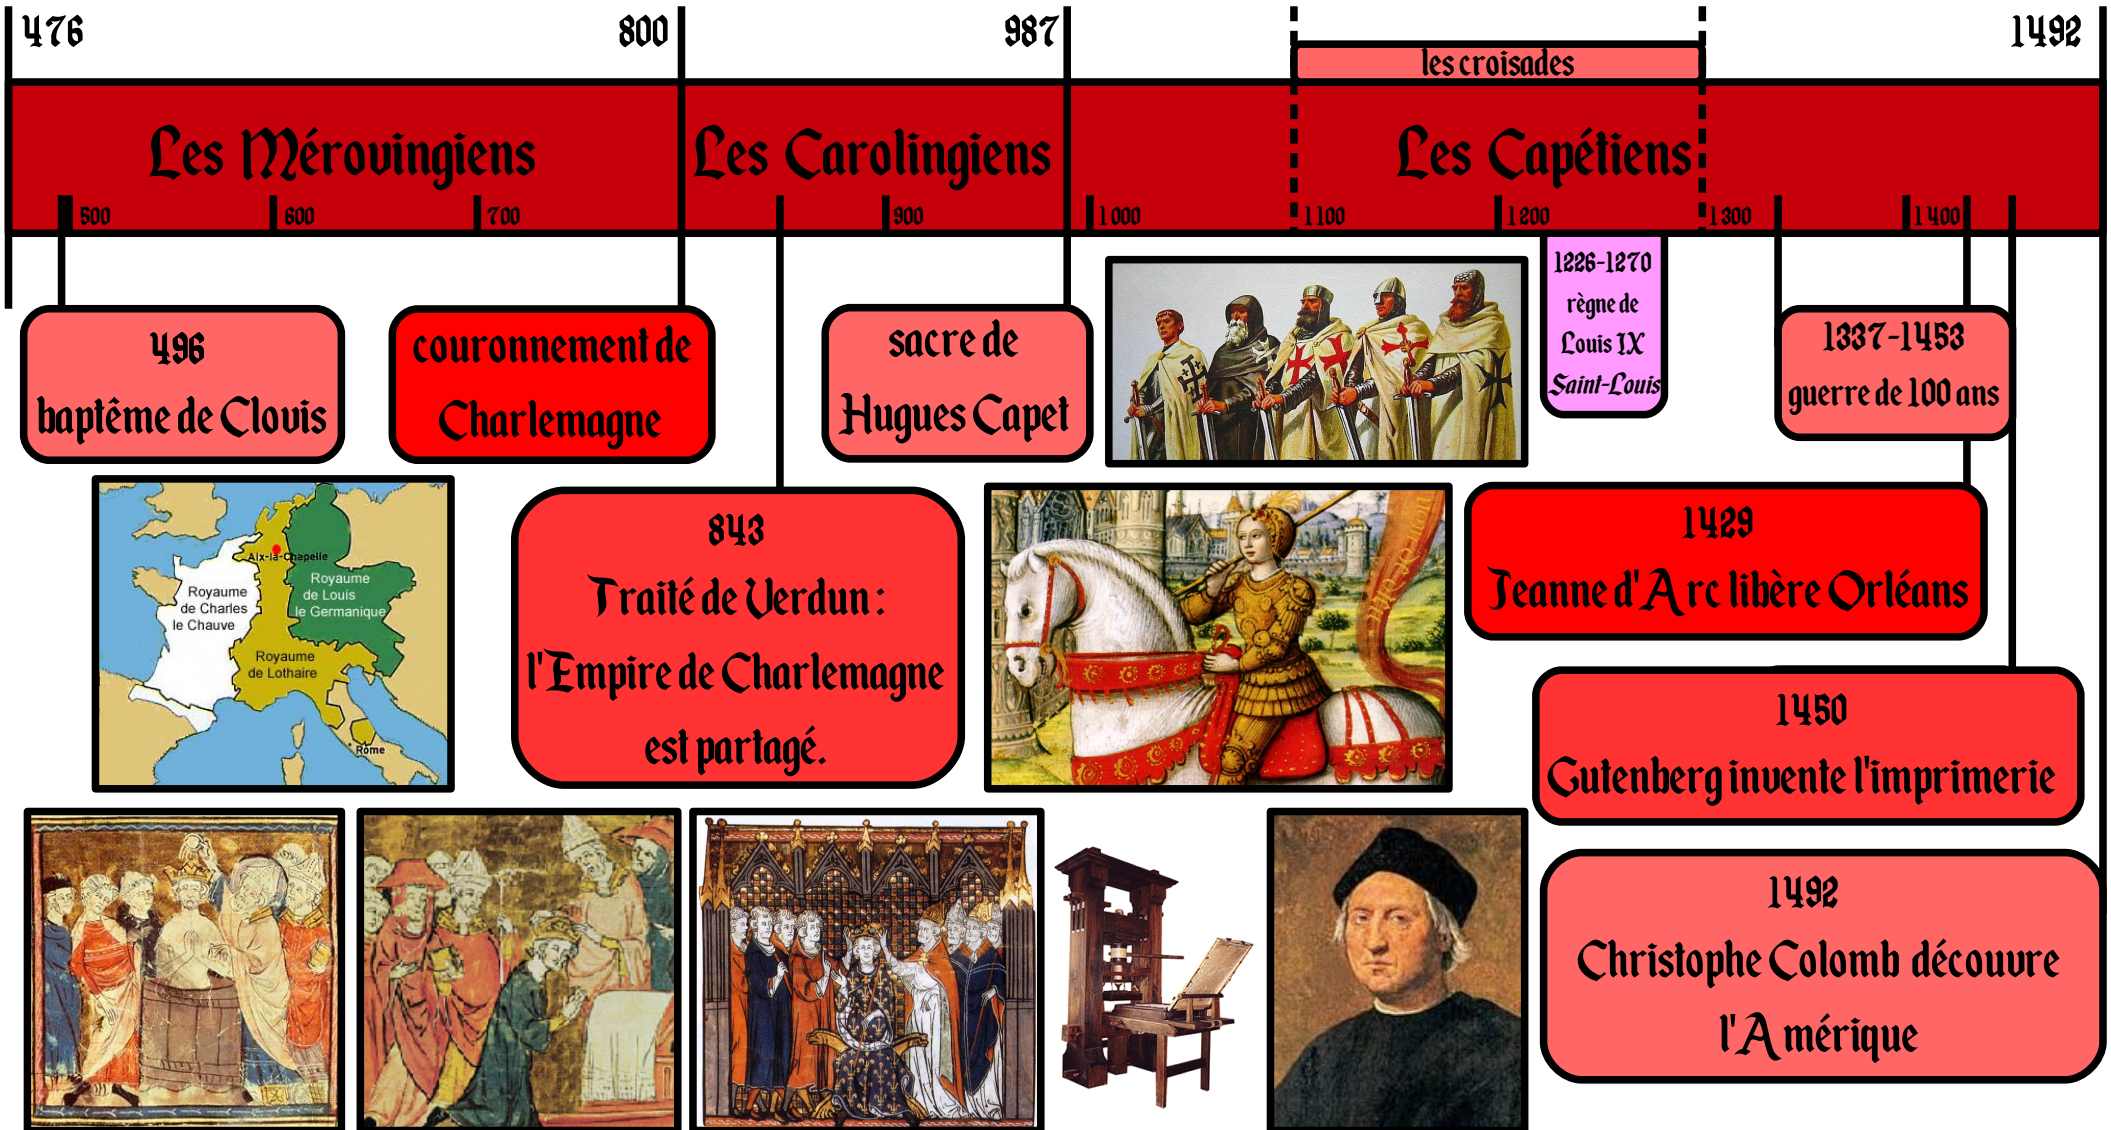 476
800
987
1492
les croisades
Les Mérovingiens
Les Carolingiens
Les Capétiens
500
600
700
900
1000
1100
1200
1300
1400
496
baptême de Clovis
couronnement de
Charlemagne
sacre de
Hugues Capet
1226-1270
règne de
Louis IX
Saint-Louis
1337-1453
guerre de 100 ans
Aix-la-Chapelle
Royaume
de Charles
le Chauve
Royaume
de Louis
le Germanique
Royaume
de Lothaire
Rome
843
Traité de Verdun :
l'Empire de Charlemagne
est partagé.
1429
Jeanne d'Arc libère Orléans
1450
Gutenberg invente l'imprimerie
1492
Christophe Colomb découvre
l'Amérique